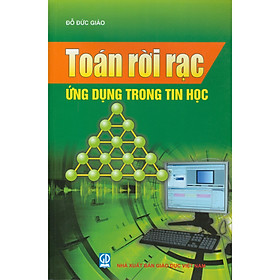 ĐỖ ĐỨC GIÁO
Toán rời rạc
ỨNG DỤNG TRONG TIN HỌC
NHÀ XUẤT BẢN GIÁO DỤC VIỆT NAM